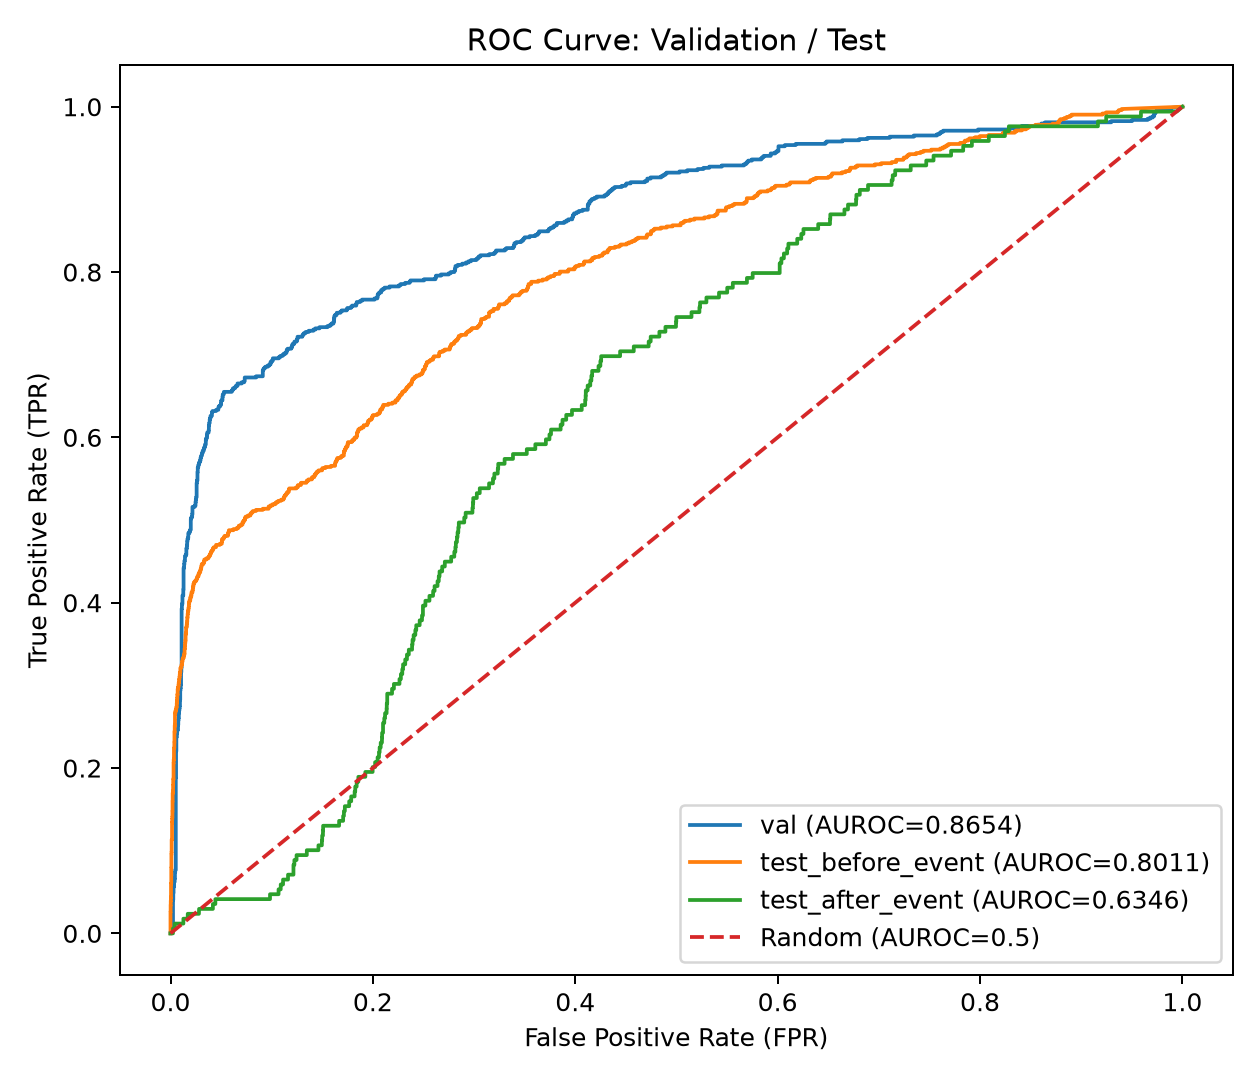 ROC Curve: Validation / Test
True Positive Rate (TPR)
1.0
0.8
0.6
0.4
0.2
0.0
val (AUROC=0.8654)
test_before_event (AUROC=0.8011)
test_after_event (AUROC=0.6346)
Random (AUROC=0.5)
0.0 0.2 0.4 0.6 0.8 1.0
False Positive Rate (FPR)